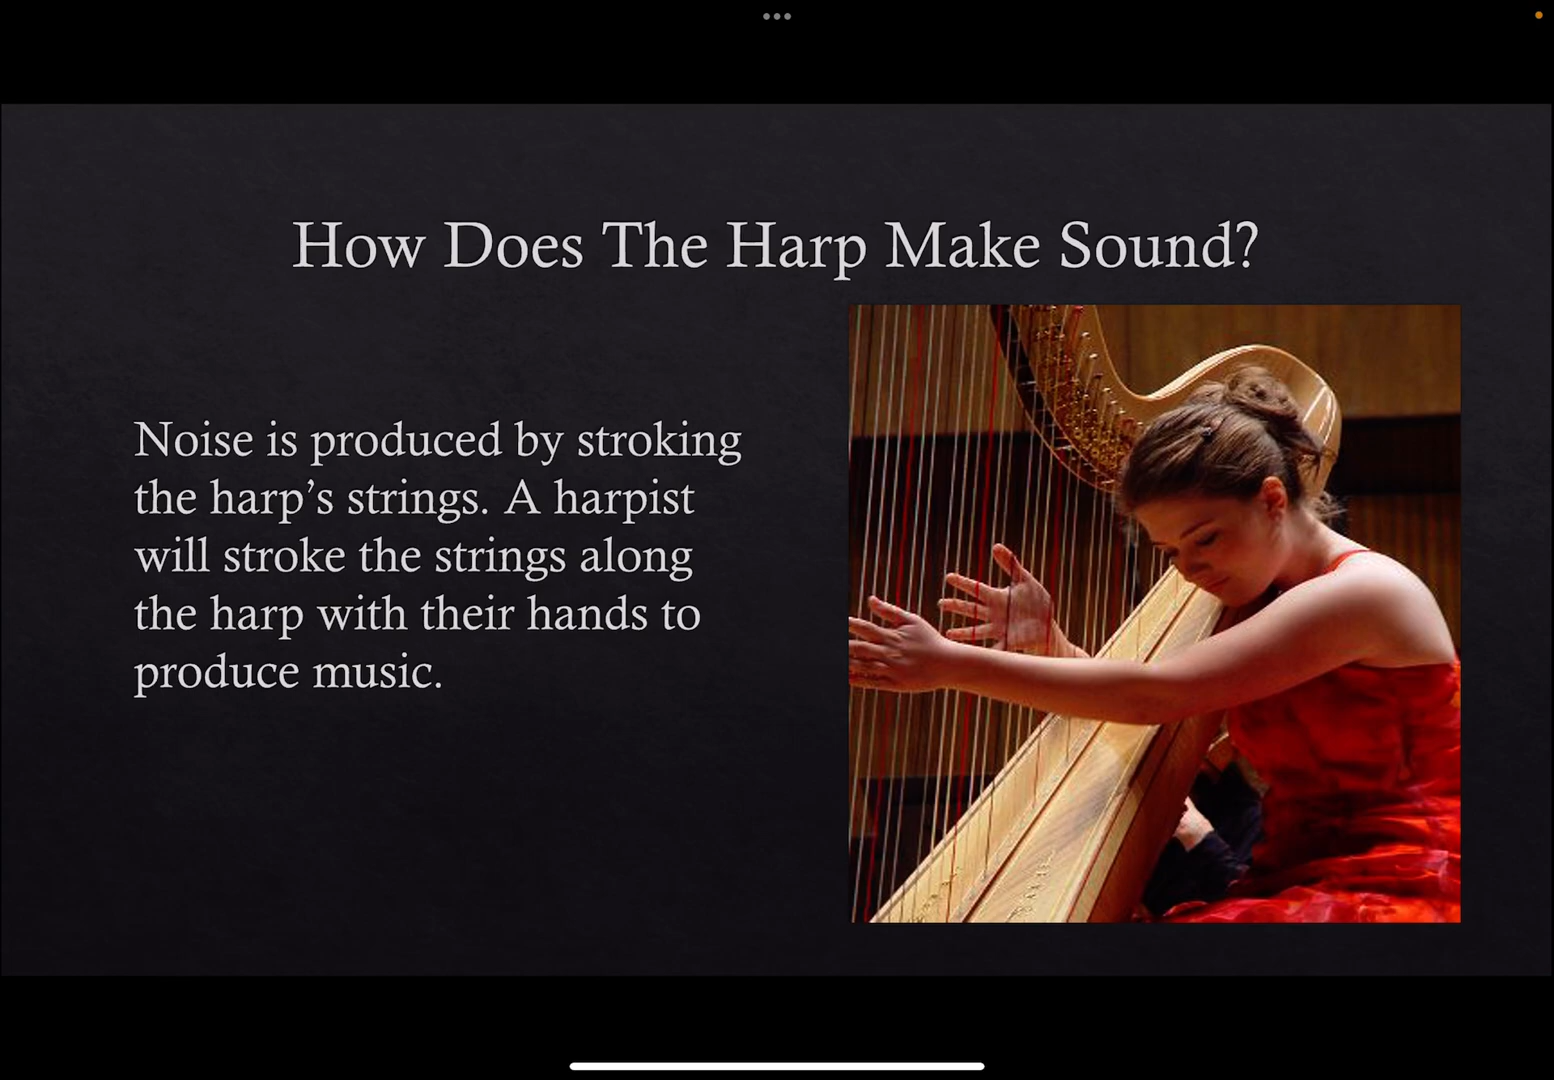 How Does The Harp Make Sound?
Noise is produced by stroking
the harp’s strings. A harpist
will stroke the strings along
the harp with their hands to
produce music.